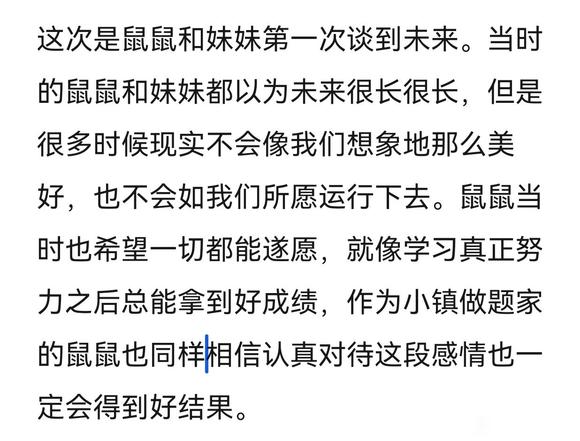 这次是鼠鼠和妹妹第一次谈到未来。当时
的鼠鼠和妹妹都以为未来很长很长，但是
很多时候现实不会像我们想象地那么美
好，也不会如我们所愿运行下去。鼠鼠当
时也希望一切都能遂愿，就像学习真正努
力之后总能拿到好成绩，作为小镇做题家
的鼠鼠也同样相信认真对待这段感情也一
定会得到好结果。